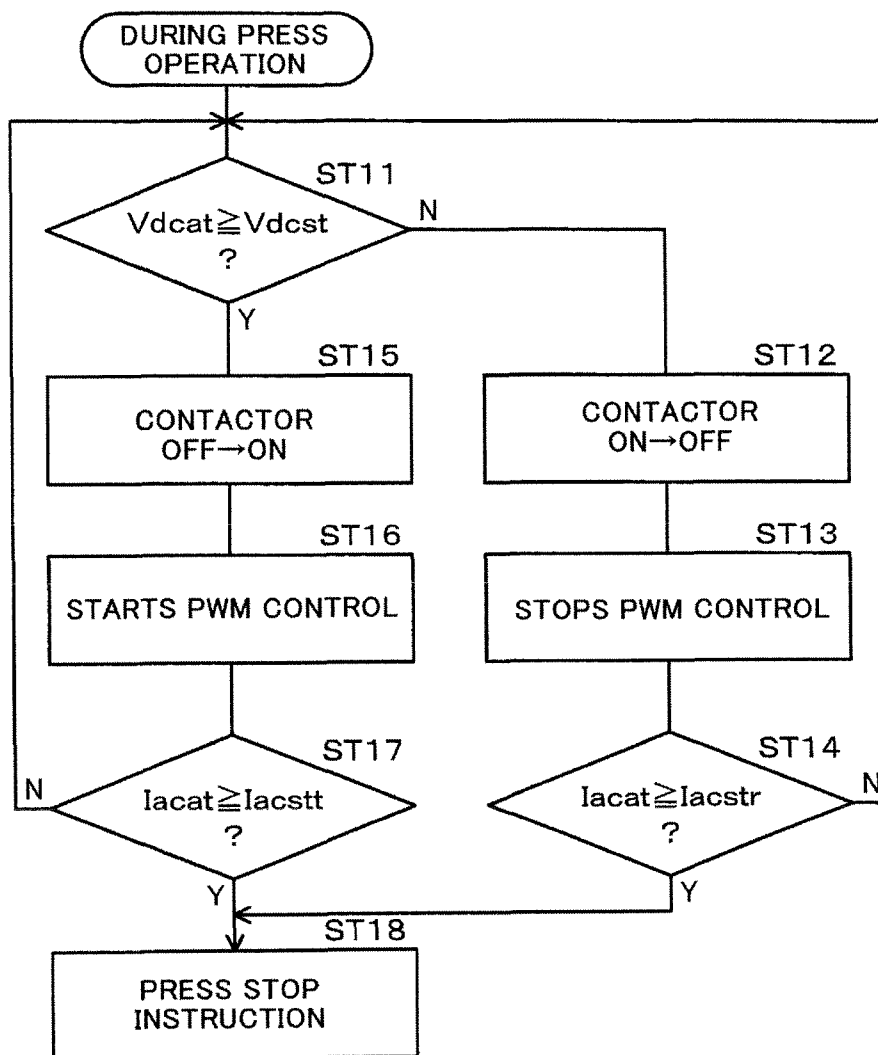 DURING PRESS
OPERATION
ST11
Vdcat≧Vdcst
?
N
Y
ST15
CONTACTOR
OFF→ON
ST12
CONTACTOR
ON→OFF
ST16
STARTS PWM CONTROL
ST13
STOPS PWM CONTROL
ST17
Iacat≧Iacstt
?
N
Y
ST14
Iacat≧Iacstr
?
N
Y
ST18
PRESS STOP
INSTRUCTION